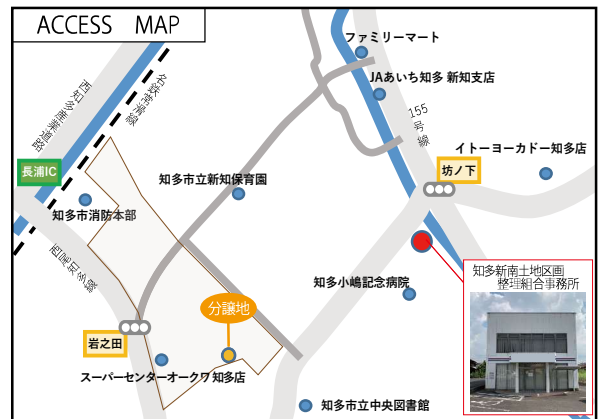 ACCESS MAP
ファミリーマート
JAあいち知多 新知支店
西知多産業道路
名鉄常滑線
155号線
イトーヨーカドー知多店
長浦IC
坊ノ下
知多市立新知保育園
知多市消防本部
西尾知多線
知多新南土地区画
整理組合事務所
知多小嶋記念病院
分譲地
岩之田
スーパーセンターオークワ 知多店
知多市立中央図書館